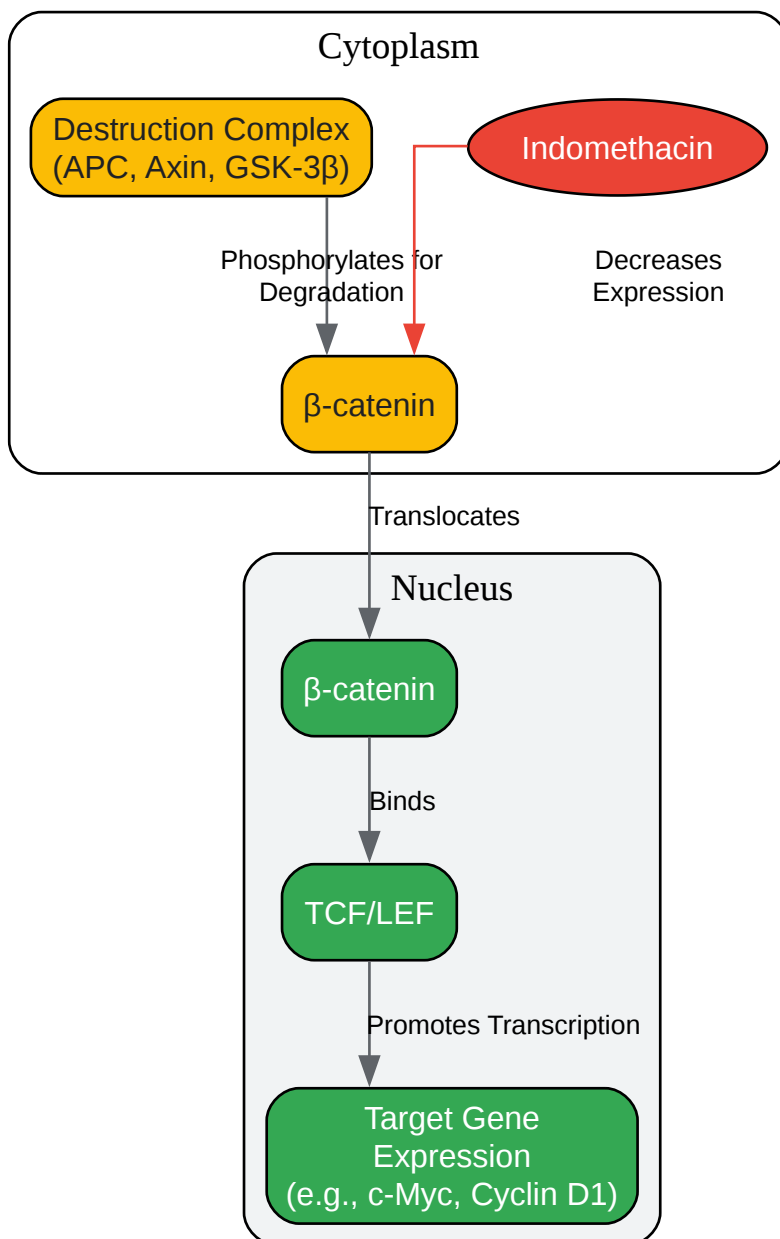 Cytoplasm
Destruction Complex
(APC, Axin, GSK-3β)
Indomethacin
Phosphorylates for
Degradation
Decreases
Expression
β-catenin
Translocates
Nucleus
β-catenin
Binds
TCF/LEF
Promotes Transcription
Target Gene
Expression
(e.g., c-Myc, Cyclin D1)